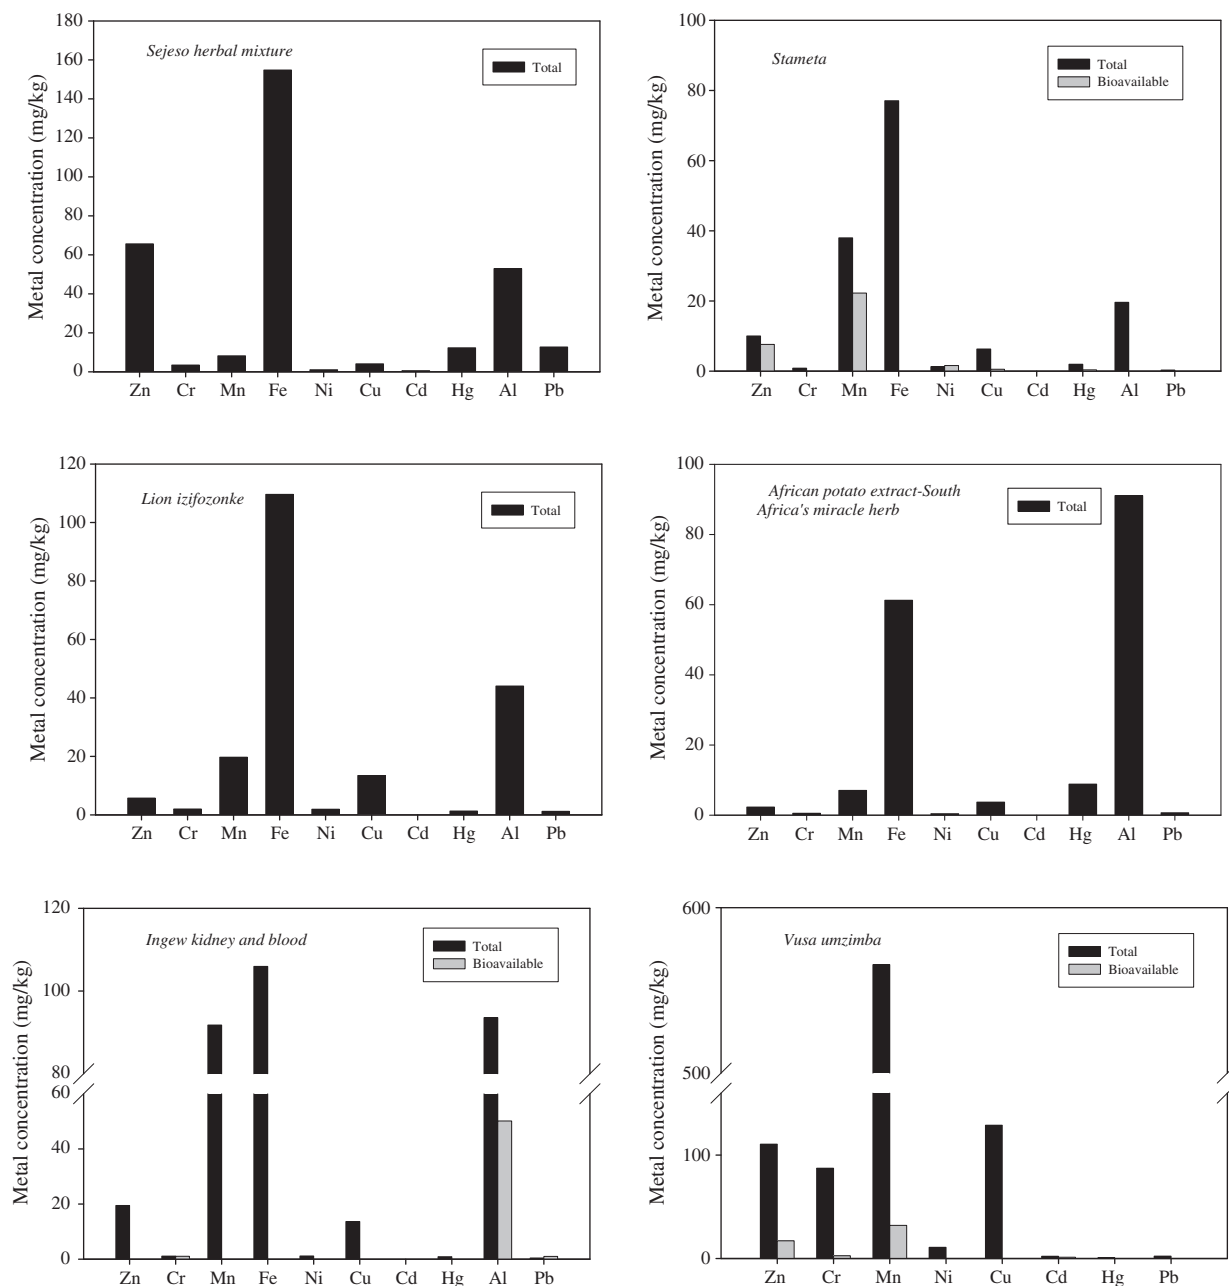 Metal concentration (mg/kg)
180
160
140
120
100
80
60
40
20
0
Sejeso herbal mixture
Total
Zn Cr Mn Fe Ni Cu Cd Hg Al Pb
Metal concentration (mg/kg)
100
80
60
40
20
0
Stameta
Total
Bioavailable
Zn Cr Mn Fe Ni Cu Cd Hg Al Pb
Metal concentration (mg/kg)
120
100
80
60
40
20
0
Lion izifozonke
Total
Zn Cr Mn Fe Ni Cu Cd Hg Al Pb
Metal concentration (mg/kg)
100
80
60
40
20
0
African potato extract-South
Africa's miracle herb
Total
Zn Cr Mn Fe Ni Cu Cd Hg Al Pb
Metal concentration (mg/kg)
120
100
80
60
40
20
0
Ingew kidney and blood
Total
Bioavailable
Zn Cr Mn Fe Ni Cu Cd Hg Al Pb
Metal concentration (mg/kg)
600
500
100
0
Vusa umzimba
Total
Bioavailable
Zn Cr Mn Ni Cu Cd Hg Pb